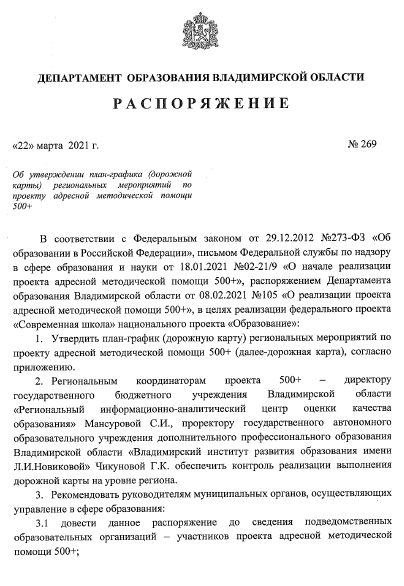 ДЕПАРТАМЕНТ ОБРАЗОВАНИЯ ВЛАДИМИРСКОЙ ОБЛАСТИ
РАСПОРЯЖЕНИЕ
«22» марта 2021 г. № 269
Об утверждении план-графика (дорожной
карты) региональных мероприятий по
проекту адресной методической помощи
500+
В соответствии с Федеральным законом от 29.12.2012 №273-ФЗ «Об
образовании в Российской Федерации», письмом Федеральной службы по надзору
в сфере образования и науки от 18.01.2021 №02-21/9 «О начале реализации
проекта адресной методической помощи 500+», распоряжением Департамента
образования Владимирской области от 08.02.2021 №105 «О реализации проекта
адресной методической помощи 500+», в целях реализации федерального проекта
«Современная школа» национального проекта «Образование»:
1. Утвердить план-график (дорожную карту) региональных мероприятий по
проекту адресной методической помощи 500+ (далее-дорожная карта), согласно
приложению.
2. Региональным координаторам проекта 500+ – директору
государственного бюджетного учреждения Владимирской области
«Региональный информационно-аналитический центр оценки качества
образования» Мансуровой С.И., проректору государственного автономного
образовательного учреждения дополнительного профессионального образования
Владимирской области «Владимирский институт развития образования имени
Л.И.Новиковой» Чикуновой Г.К. обеспечить контроль реализации выполнения
дорожной карты на уровне региона.
3. Рекомендовать руководителям муниципальных органов, осуществляющих
управление в сфере образования:
3.1 довести данное распоряжение до сведения подведомственных
образовательных организаций – участников проекта адресной методической
помощи 500+;